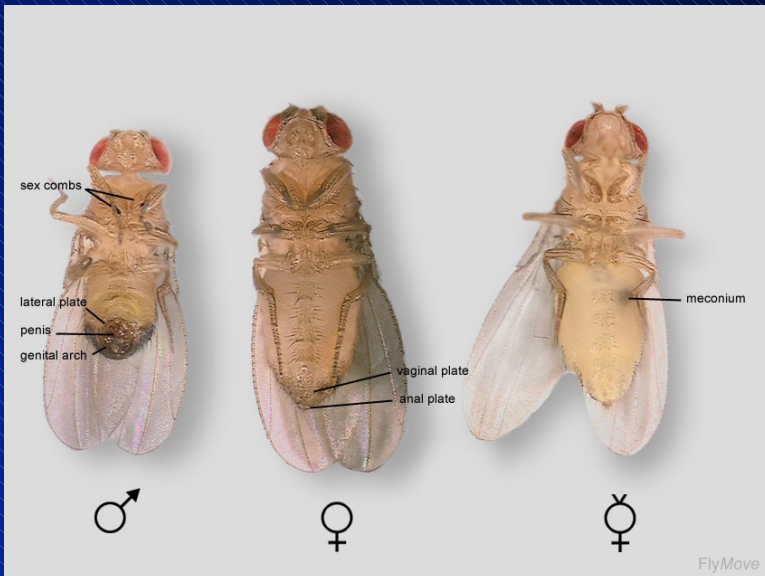 sex combs
lateral plate
penis
genital arch
vaginal plate
anal plate
meconium
♂
♀
FlyMove